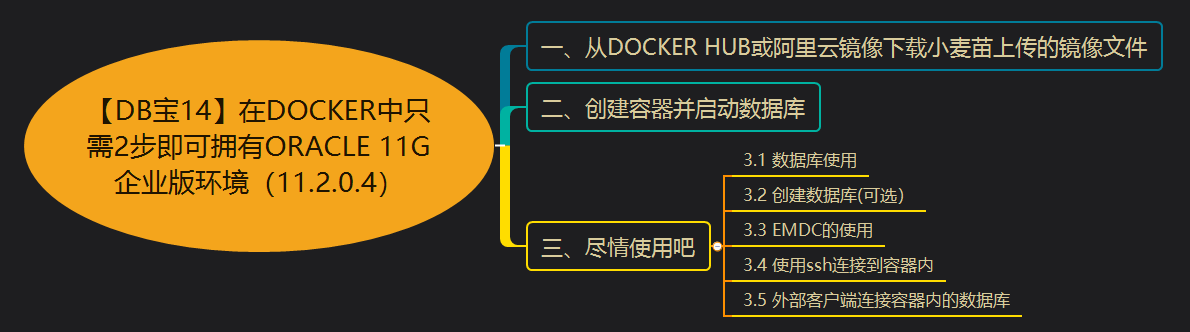 【DB宝14】在DOCKER中只
需2步即可拥有ORACLE 11G
企业版环境（11.2.0.4）
一、从DOCKER HUB或阿里云镜像下载小麦苗上传的镜像文件
二、创建容器并启动数据库
三、尽情使用吧
3.1 数据库使用
3.2 创建数据库(可选)
3.3 EMDC的使用
3.4 使用ssh连接到容器内
3.5 外部客户端连接容器内的数据库